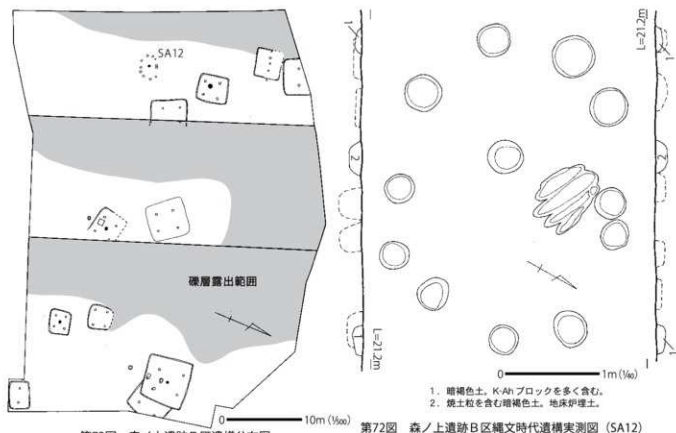 SA12
礫層露出範囲
0 10m (1/500)
L=21.2m
1
2
2
1
1
L=21.2m
0 1m (1/40)
1. 暗褐色土。K-Ah ブロックを多く含む。
2. 焼土粒を含む暗褐色土。地床炉埋土。
第72図 森ノ上遺跡B区縄文時代遺構実測図 (SA12)